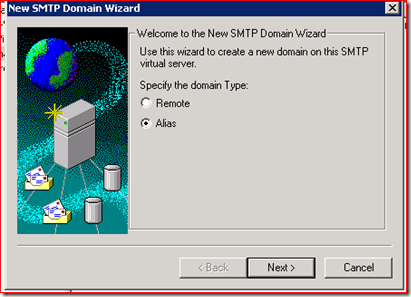 New SMTP Domain Wizard
Welcome to the New SMTP Domain Wizard
Use this wizard to create a new domain on this SMTP
virtual server.
Specify the domain Type:
Remote
Alias
< Back
Next >
Cancel